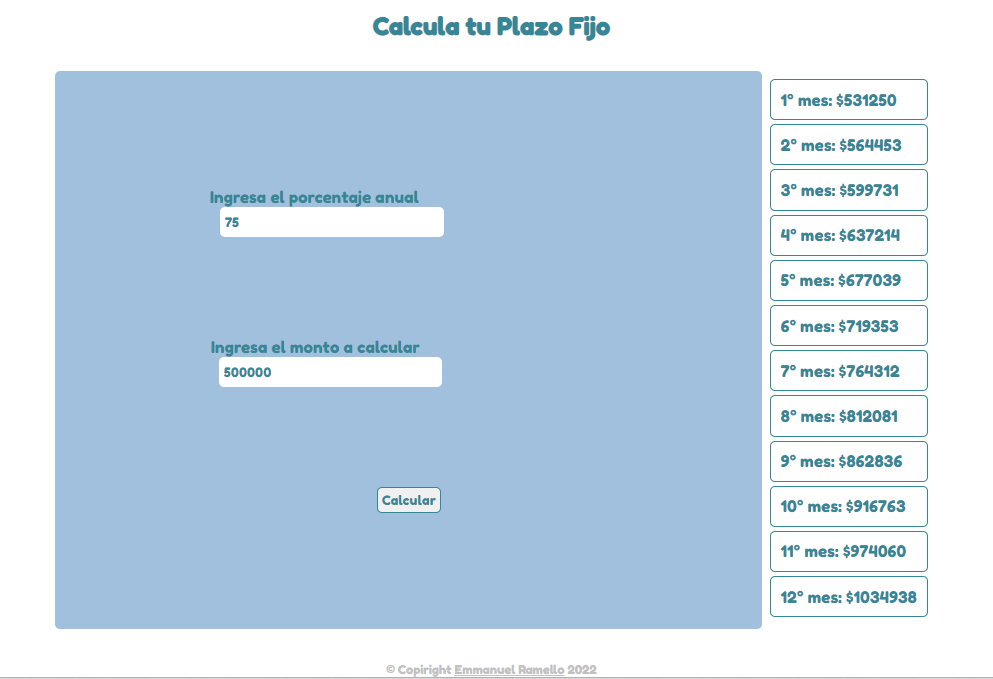 Calcula tu Plazo Fijo
Ingresa el porcentaje anual
75
Ingresa el monto a calcular
500000
Calcular
1° mes: $531250
2° mes: $564453
3° mes: $599731
4° mes: $637214
5° mes: $677039
6° mes: $719353
7° mes: $764312
8° mes: $812081
9° mes: $862836
10° mes: $916763
11° mes: $974060
12° mes: $1034938
© Copiright Emmanuel Ramello 2022